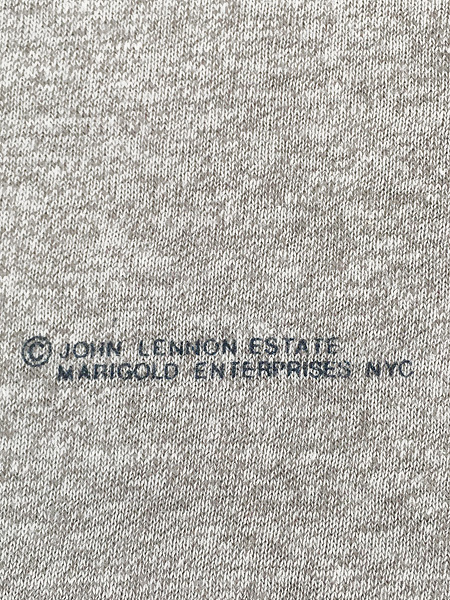 © JOHN LENNON ESTATE
MARIGOLD ENTERPRISES NYC